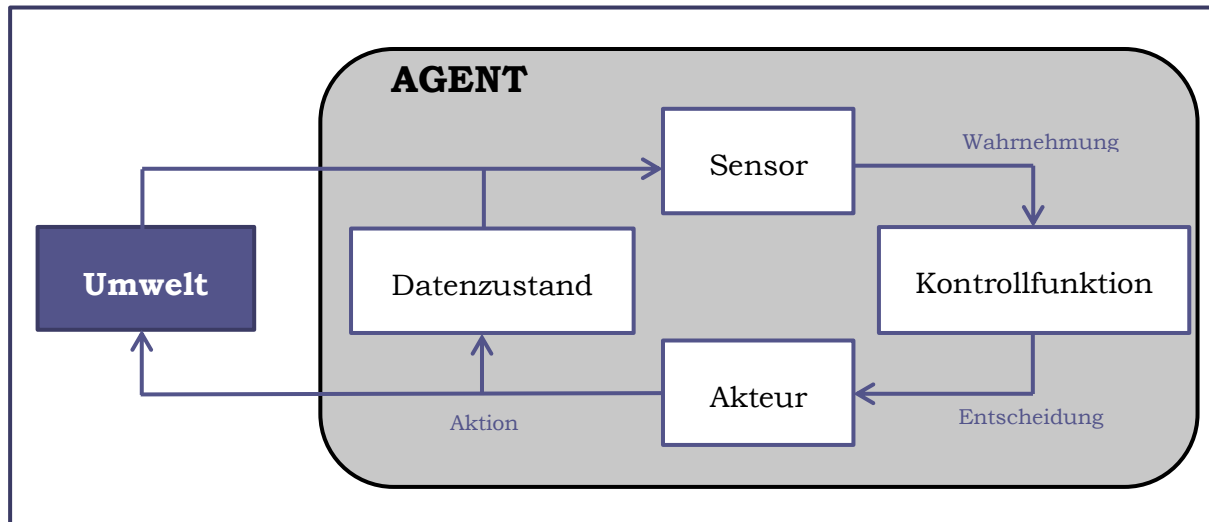 AGENT
Sensor
Wahrnehmung
Umwelt
Datenzustand
Kontrollfunktion
Akteur
Aktion
Entscheidung